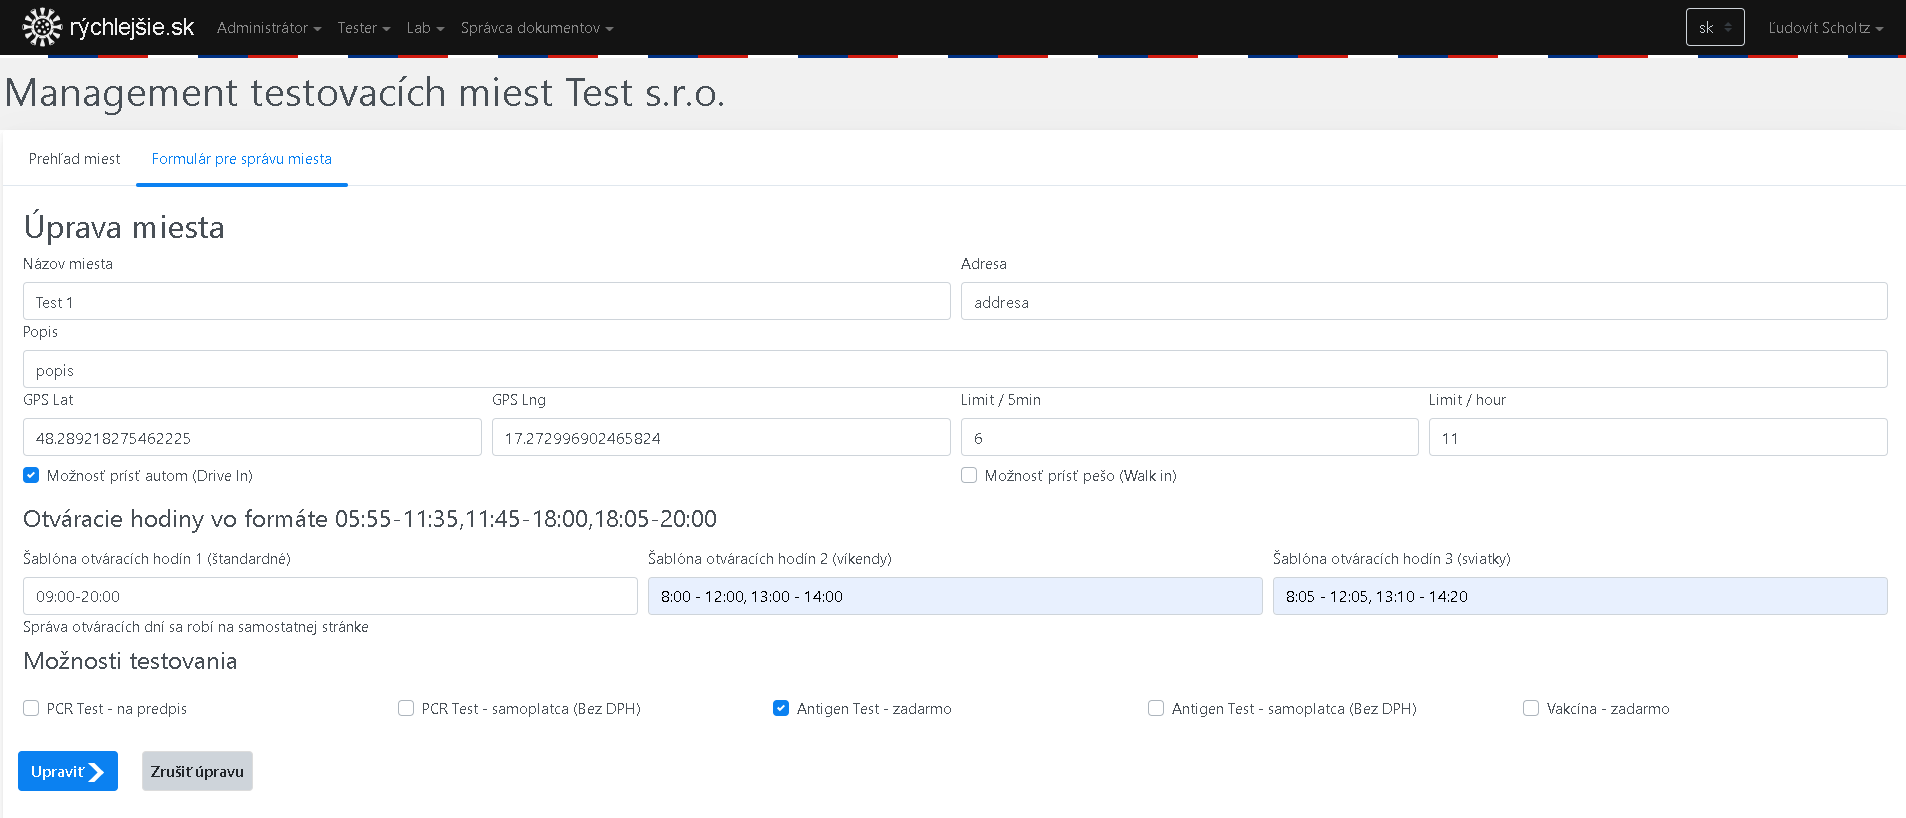 rýchlejšie.sk Administrátor Tester Lab Správca dokumentov sk Ľudovít Scholtz
Management testovacích miest Test s.r.o.
Prehľad miest Formulár pre správu miesta
Úprava miesta
Názov miesta Adresa
Test 1 addresa
Popis
popis
GPS Lat GPS Lng Limit / 5min Limit / hour
48.289218275462225 17.272996902465824 6 11
Možnosť prísť autom (Drive In) Možnosť prísť pešo (Walk in)
Otváracie hodiny vo formáte 05:55-11:35,11:45-18:00,18:05-20:00
Šablóna otváracích hodín 1 (štandardné) Šablóna otváracích hodín 2 (víkendy) Šablóna otváracích hodín 3 (sviatky)
09:00-20:00 8:00 - 12:00, 13:00 - 14:00 8:05 - 12:05, 13:10 - 14:20
Správa otváracích dní sa robí na samostatnej stránke
Možnosti testovania
PCR Test - na predpis PCR Test - samoplatca (Bez DPH) Antigen Test - zadarmo Antigen Test - samoplatca (Bez DPH) Vakcína - zadarmo
Upraviť Zrušiť úpravu